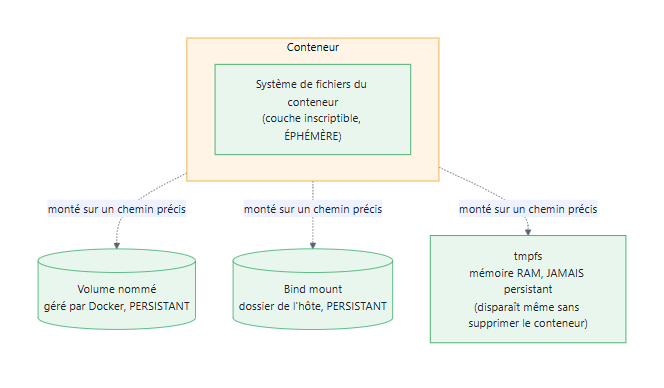 Conteneur
Système de fichiers du
conteneur
(couche inscriptible,
ÉPHÉMÈRE)
monté sur un chemin précis
monté sur un chemin précis
monté sur un chemin précis
Volume nommé
géré par Docker, PERSISTANT
Bind mount
dossier de l'hôte, PERSISTANT
tmpfs
mémoire RAM, JAMAIS
persistant
(disparaît même sans
supprimer le conteneur)